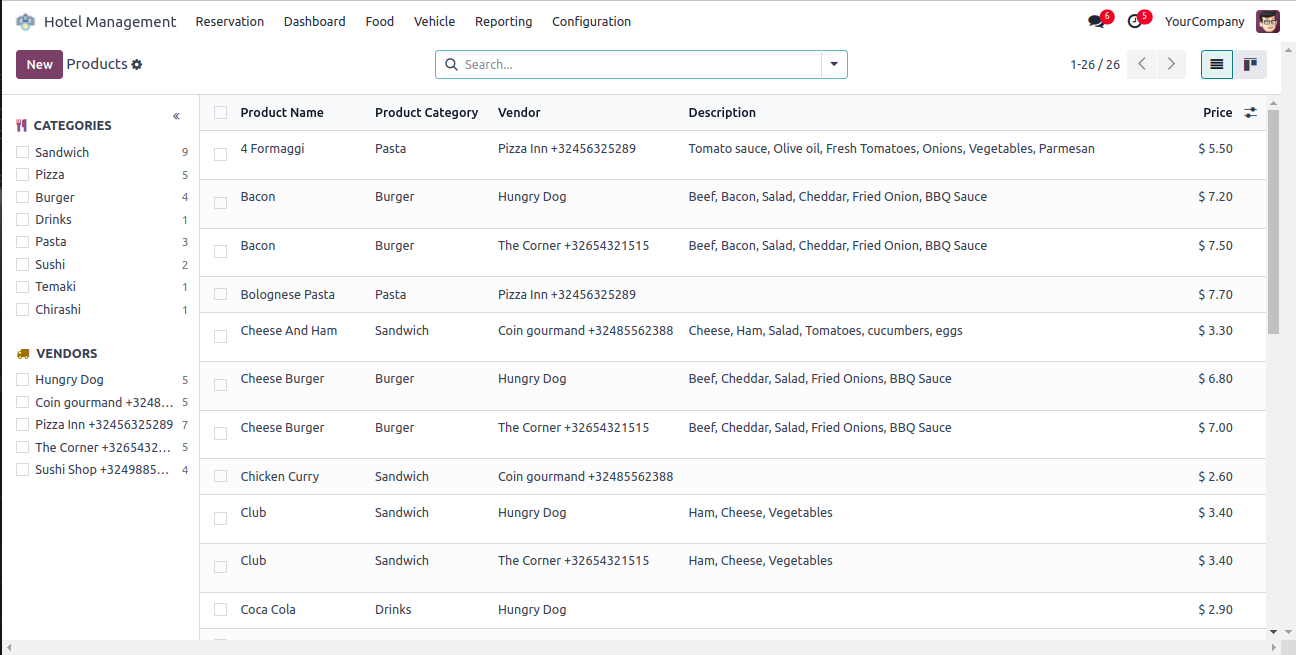 Hotel Management Reservation Dashboard Food Vehicle Reporting Configuration 6 5 YourCompany
New Products Search... 1-26 / 26
CATEGORIES
Sandwich 9
Pizza 5
Burger 4
Drinks 1
Pasta 3
Sushi 2
Temaki 1
Chirashi 1
VENDORS
Hungry Dog 5
Coin gourmand +3248... 5
Pizza Inn +32456325289 7
The Corner +3265432... 5
Sushi Shop +3249885... 4
Product Name Product Category Vendor Description Price
4 Formaggi Pasta Pizza Inn +32456325289 Tomato sauce, Olive oil, Fresh Tomatoes, Onions, Vegetables, Parmesan $ 5.50
Bacon Burger Hungry Dog Beef, Bacon, Salad, Cheddar, Fried Onion, BBQ Sauce $ 7.20
Bacon Burger The Corner +32654321515 Beef, Bacon, Salad, Cheddar, Fried Onion, BBQ Sauce $ 7.50
Bolognese Pasta Pasta Pizza Inn +32456325289 $ 7.70
Cheese And Ham Sandwich Coin gourmand +32485562388 Cheese, Ham, Salad, Tomatoes, cucumbers, eggs $ 3.30
Cheese Burger Burger Hungry Dog Beef, Cheddar, Salad, Fried Onions, BBQ Sauce $ 6.80
Cheese Burger Burger The Corner +32654321515 Beef, Cheddar, Salad, Fried Onions, BBQ Sauce $ 7.00
Chicken Curry Sandwich Coin gourmand +32485562388 $ 2.60
Club Sandwich Hungry Dog Ham, Cheese, Vegetables $ 3.40
Club Sandwich The Corner +32654321515 Ham, Cheese, Vegetables $ 3.40
Coca Cola Drinks Hungry Dog $ 2.90